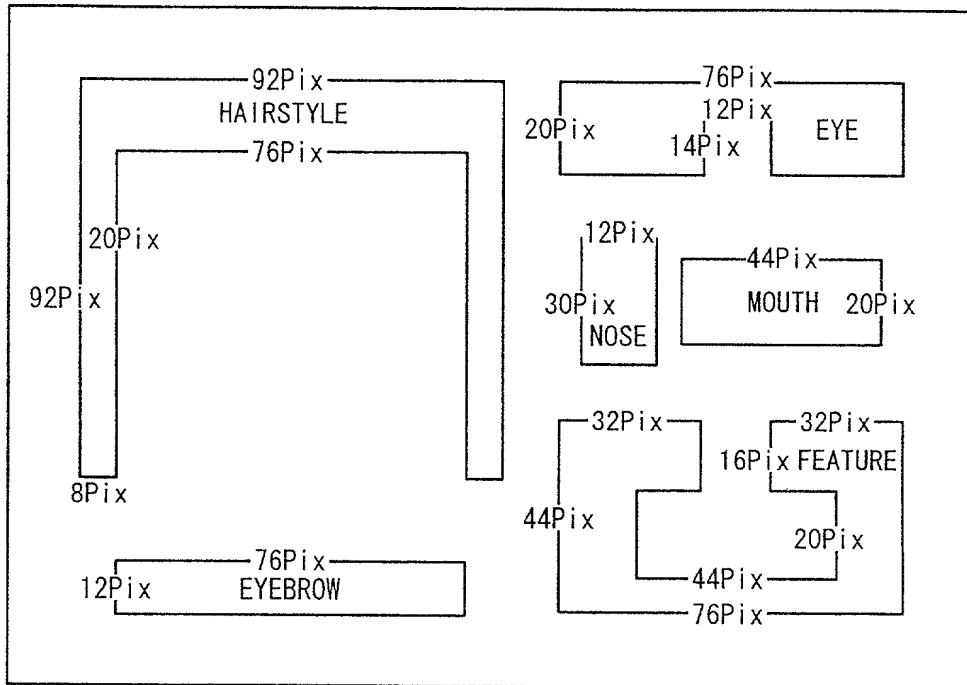 92Pix
HAIRSTYLE
76Pix
20Pix
92Pix
8Pix
76Pix
12Pix
EYEBROW
76Pix
12Pix
20Pix
14Pix
EYE
12Pix
30Pix
NOSE
44Pix
MOUTH
20Pix
32Pix
32Pix
16Pix FEATURE
44Pix
20Pix
44Pix
76Pix